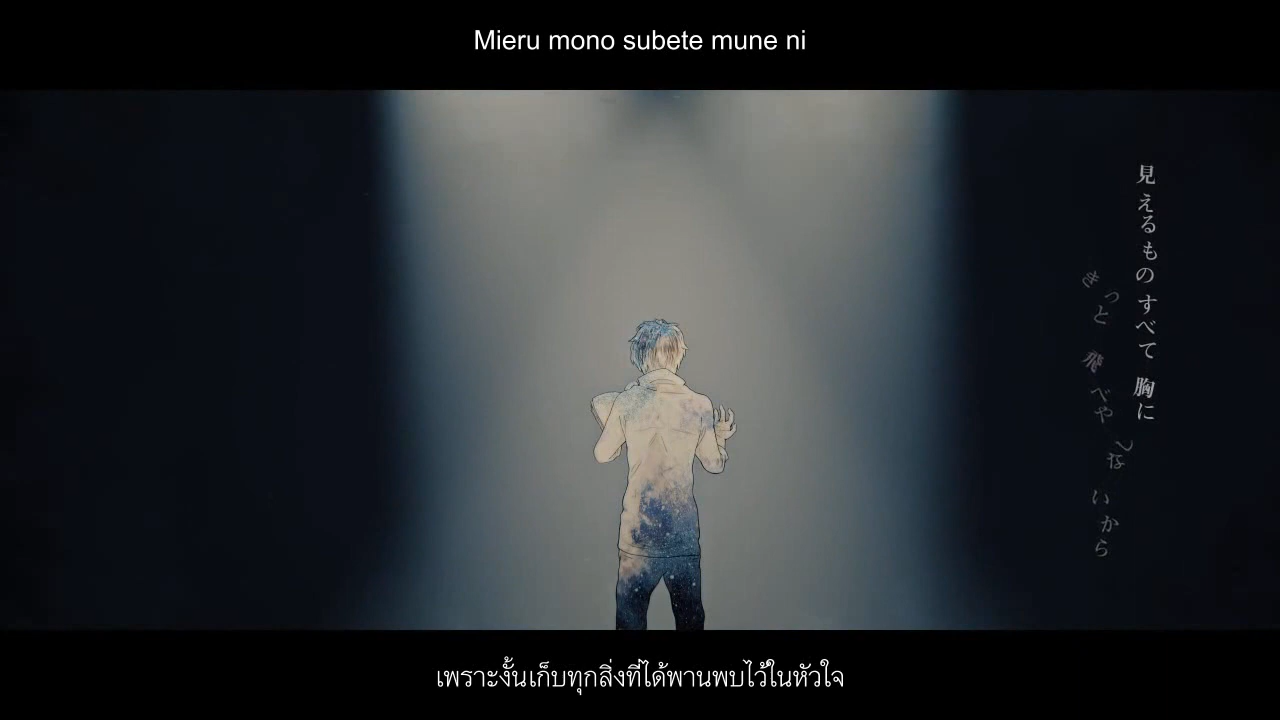 Mieru mono subete mune ni
見えるもの すべて 胸に
きっと 飛べやしないから
เพราะงั้นเก็บทุกสิ่งที่ได้พานพบไว้ในหัวใจ